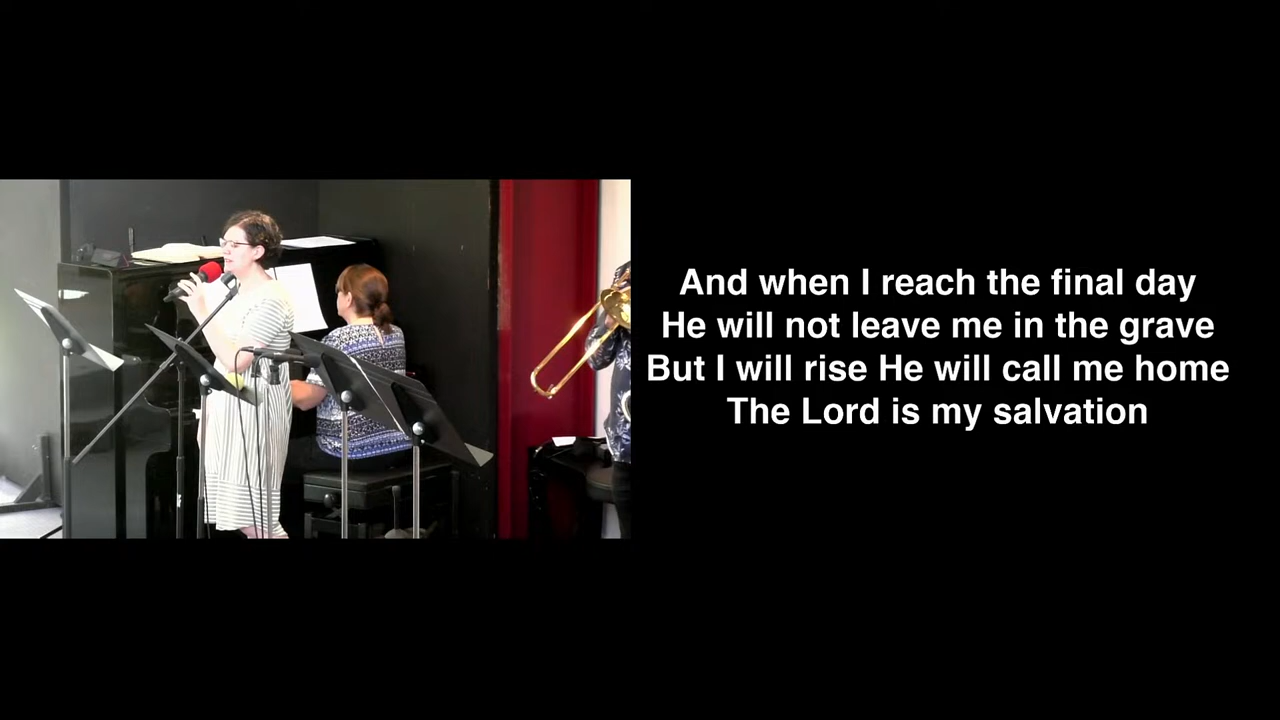 And when I reach the final day
He will not leave me in the grave
But I will rise He will call me home
The Lord is my salvation